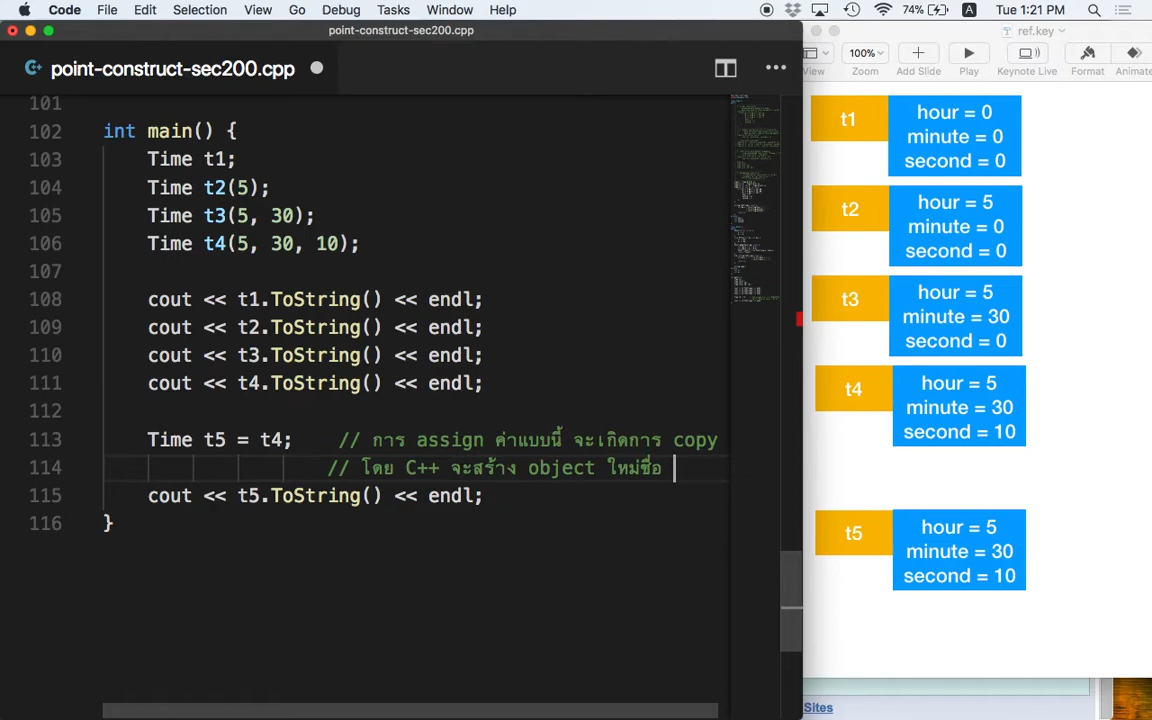 Code File Edit Selection View Go Debug Tasks Window Help 74% A Tue 1:21 PM
point-construct-sec200.cpp
point-construct-sec200.cpp
101
102 int main() {
103 Time t1;
104 Time t2(5);
105 Time t3(5, 30);
106 Time t4(5, 30, 10);
107
108 cout << t1.ToString() << endl;
109 cout << t2.ToString() << endl;
110 cout << t3.ToString() << endl;
111 cout << t4.ToString() << endl;
112
113 Time t5 = t4; // การ assign ค่าแบบนี้ จะเกิดการ copy
114 // โดย C++ จะสร้าง object ใหม่ชื่อ
115 cout << t5.ToString() << endl;
116 }
ref.key
100%
View Zoom Add Slide Play Keynote Live Format Animate
t1
hour = 0
minute = 0
second = 0
t2
hour = 5
minute = 0
second = 0
t3
hour = 5
minute = 30
second = 0
t4
hour = 5
minute = 30
second = 10
t5
hour = 5
minute = 30
second = 10
Sites